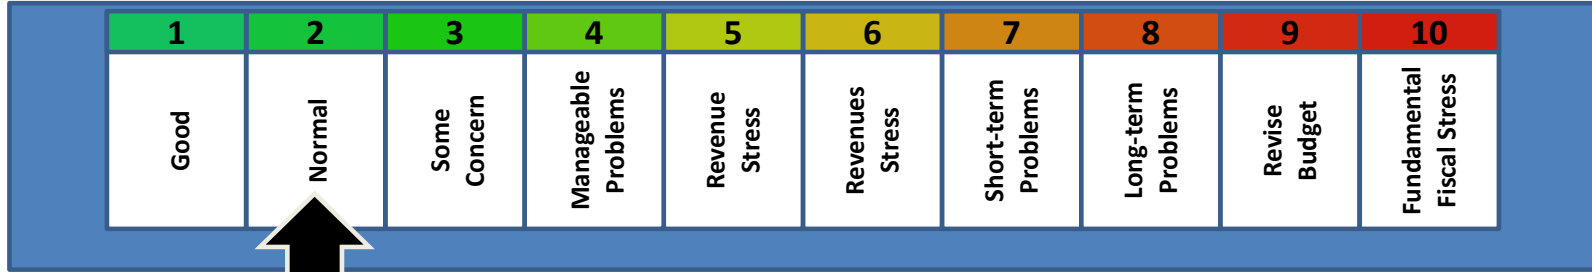 1 2 3 4 5 6 7 8 9 10
Good
Normal
Some
Concern
Manageable
Problems
Revenue
Stress
Revenues
Stress
Short-term
Problems
Long-term
Problems
Revise
Budget
Fundamental
Fiscal Stress